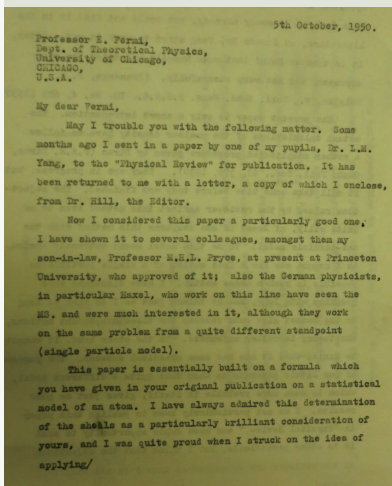 5th October, 1950.
Professor E. Fermi,
Dept. of Theoretical Physics,
University of Chicago,
CHICAGO,
U.S.A.
My dear Fermi,
May I trouble you with the following matter. Some
months ago I sent in a paper by one of my pupils, Dr. L.M.
Yang, to the "Physical Review" for publication. It has
been returned to me with a letter, a copy of which I enclose,
from Dr. Hill, the Editor.
Now I considered this paper a particularly good one,
I have shown it to several colleagues, amongst them my
son-in-law, Professor M.H.L. Pryce, at present at Princeton
University, who approved of it; also the German physicists,
in particular Haxel, who work on this line have seen the
MS. and were much interested in it, although they work
on the same problem from a quite different standpoint
(single particle model).
This paper is essentially built on a formula which
you have given in your original publication on a statistical
model of an atom. I have always admired this determination
of the shells as a particularly brilliant consideration of
yours, and I was quite proud when I struck on the idea of
applying/